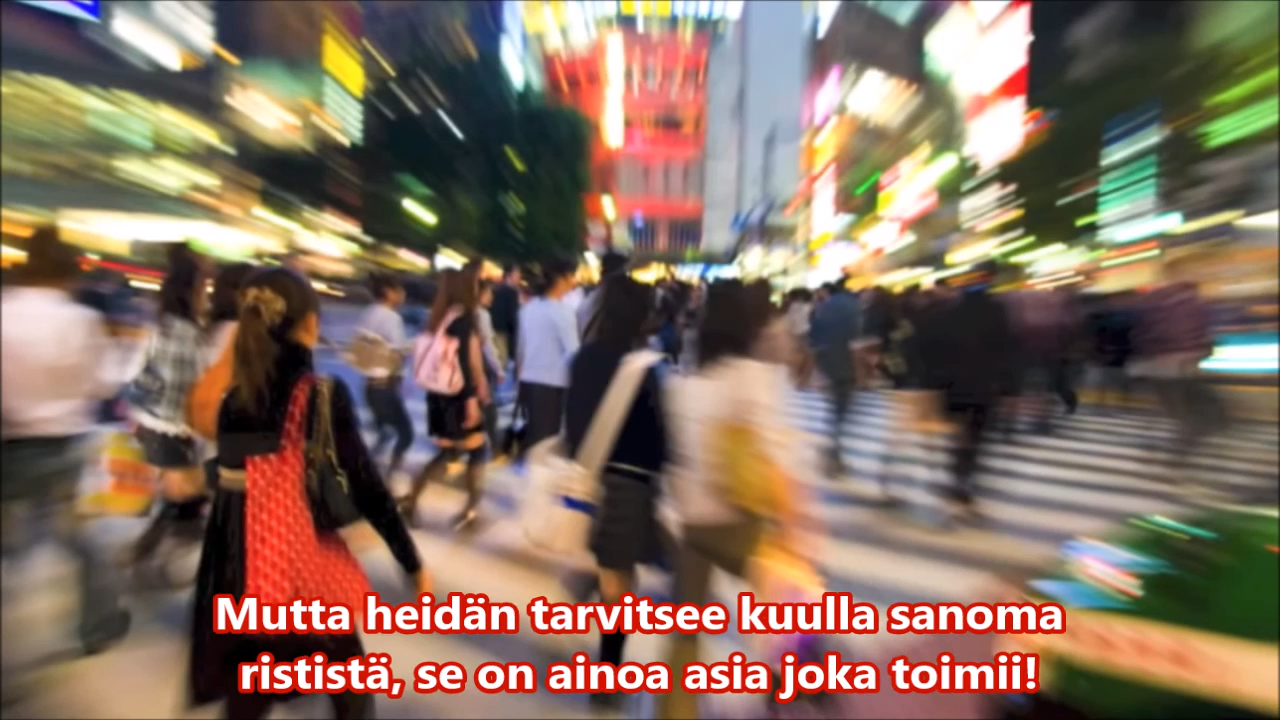 Mutta heidän tarvitsee kuulla sanoma
rististä, se on ainoa asia joka toimii!